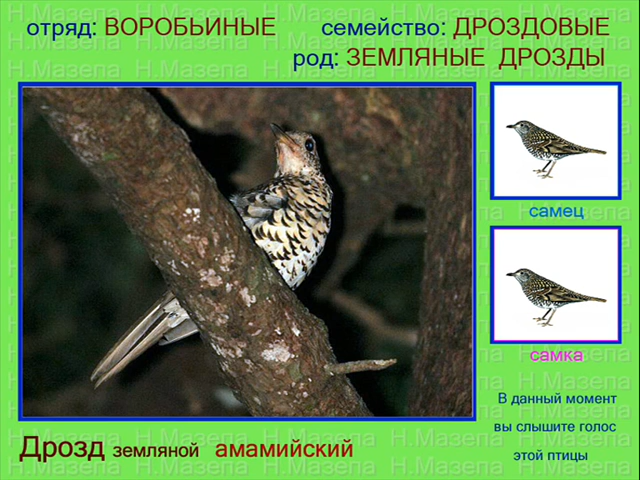 отряд: ВОРОБЬИНЫЕ семейство: ДРОЗДОВЫЕ
род: ЗЕМЛЯНЫЕ ДРОЗДЫ
самец
самка
В данный момент
вы слышите голос
этой птицы
Дрозд земляной амамийский
Н.Мазепа